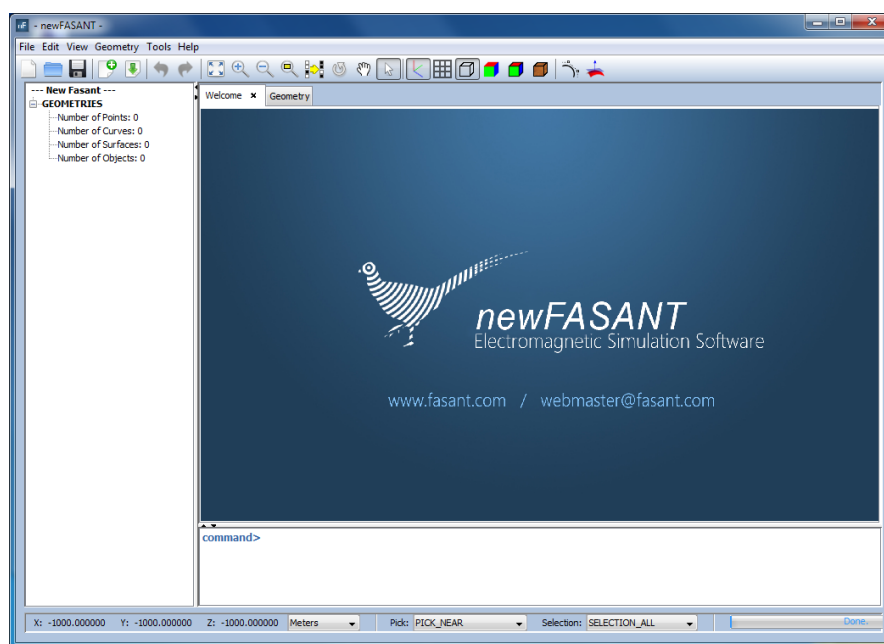 - newFASANT -
File Edit View Geometry Tools Help
--- New Fasant ---
GEOMETRIES
Number of Points: 0
Number of Curves: 0
Number of Surfaces: 0
Number of Objects: 0
Welcome Geometry
newFASANT
Electromagnetic Simulation Software
www.fasant.com / webmaster@fasant.com
command>
X: -1000.000000 Y: -1000.000000 Z: -1000.000000 Meters Pick: PICK_NEAR Selection: SELECTION_ALL Done.